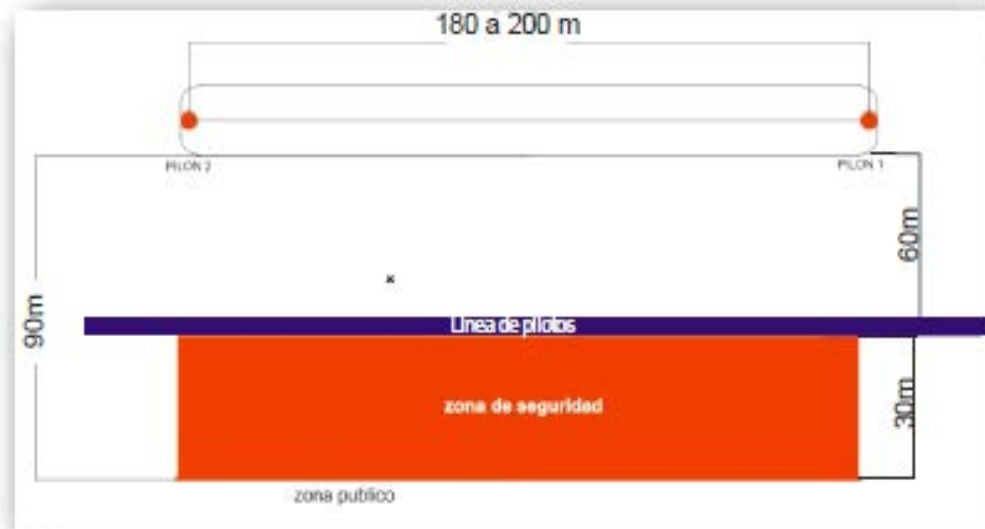 180 a 200 m
PILON 2
PILON 1
60m
90m
Linea de pilotos
zona de seguridad
30m
zona publico